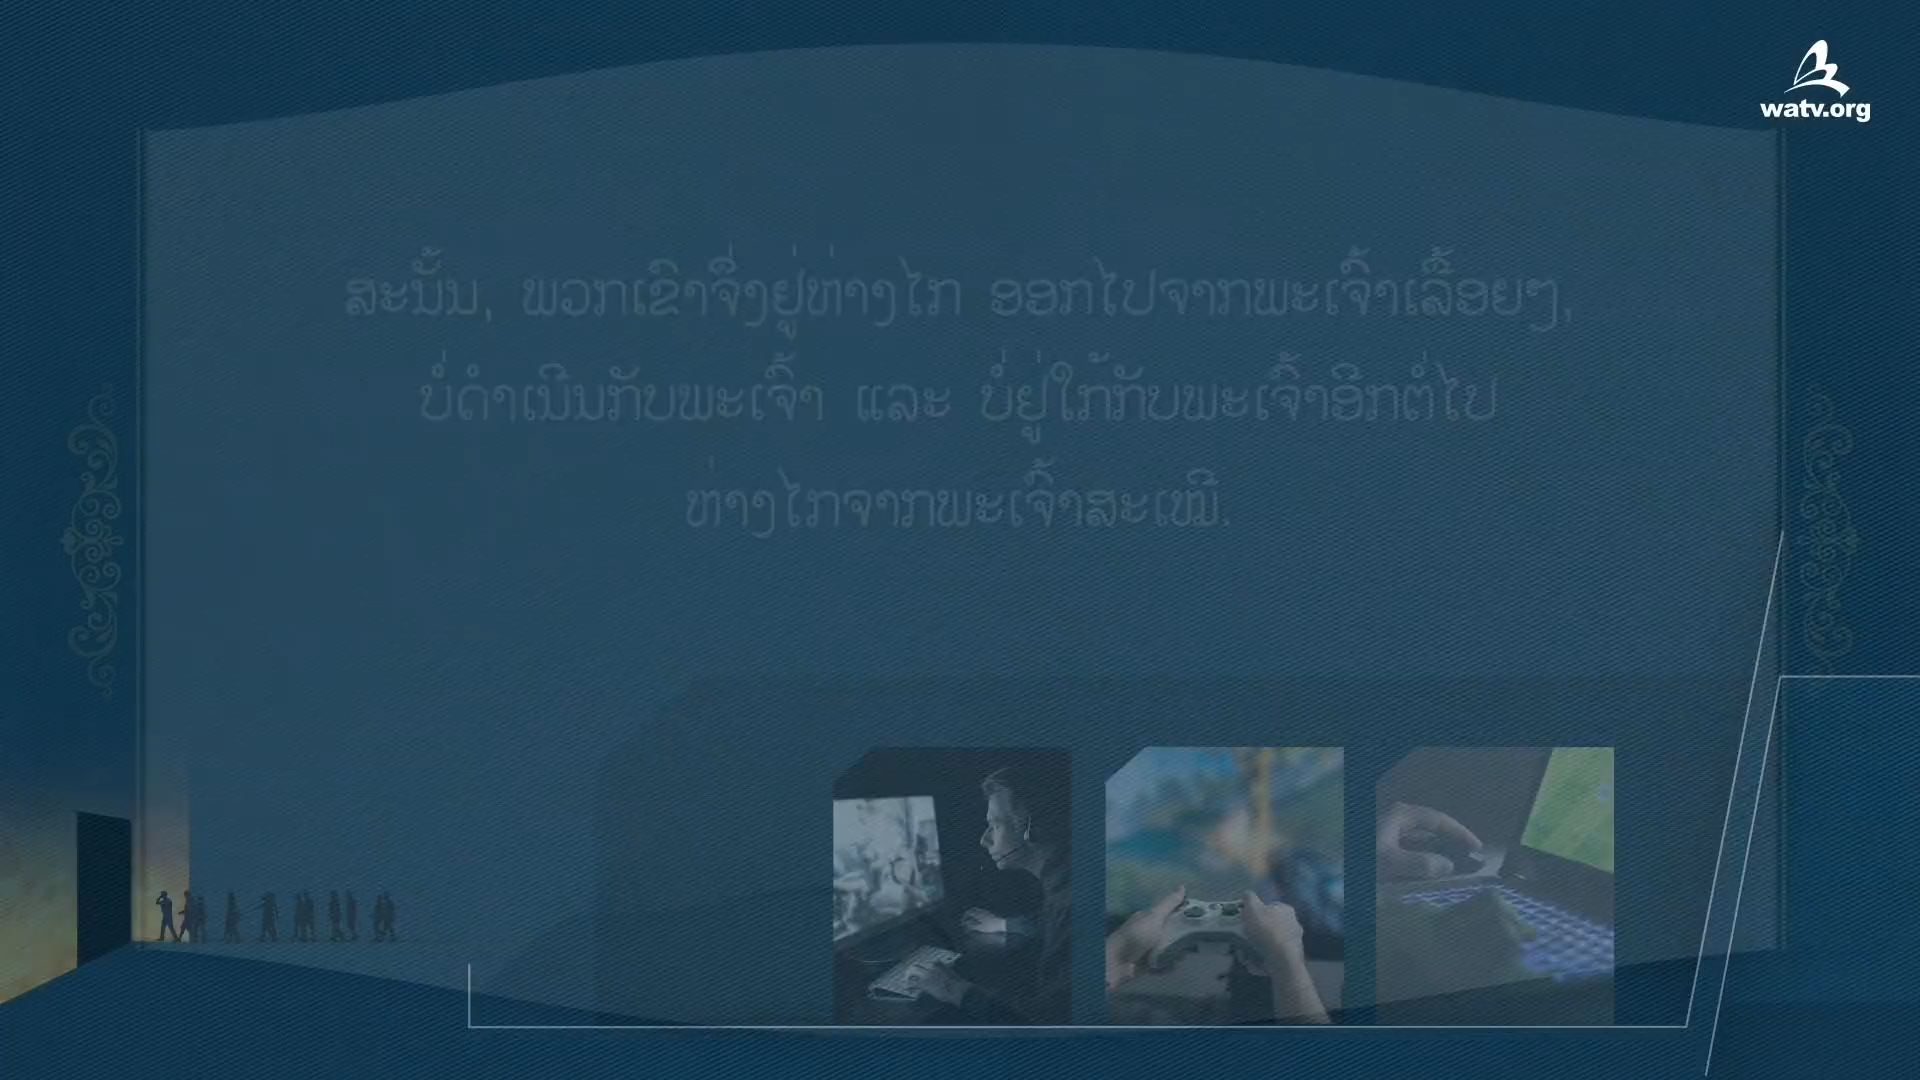 watv.org
ສະນັ້ນ, ພວກເຂົາຈຶ່ງຢູ່ຫ່າງໄກ ອອກໄປຈາກພະເຈົ້າເລື້ອຍໆ,
ບໍ່ດຳເນີນກັບພະເຈົ້າ ແລະ ບໍ່ຢູ່ໃກ້ກັບພະເຈົ້າອີກຕໍ່ໄປ
ຫ່າງໄກຈາກພະເຈົ້າສະເໝີ.